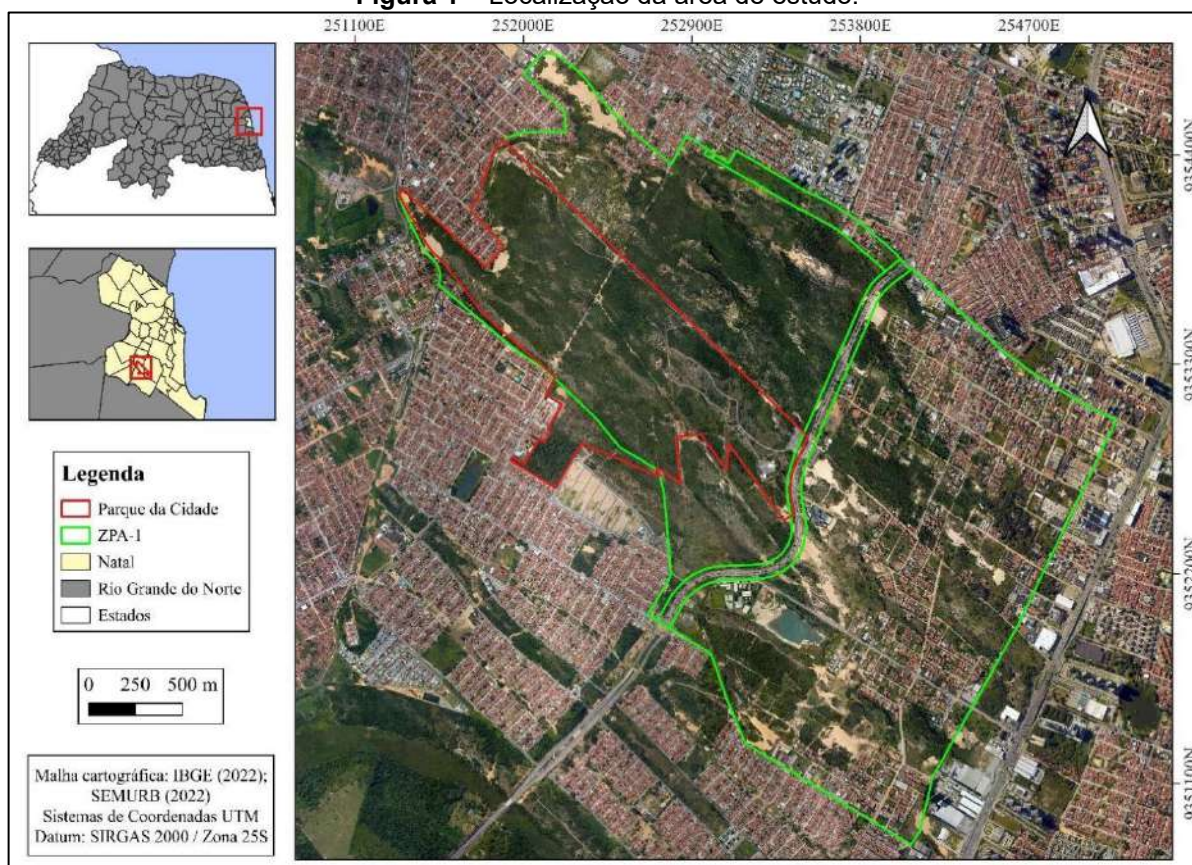 Figura 1 – Localização da área de estudo.
251100E 252000E 252900E 253800E 254700E
9354400N
9353300N
9352200N
9351100N
Legenda
Parque da Cidade
ZPA-1
Natal
Rio Grande do Norte
Estados
0 250 500 m
Malha cartográfica: IBGE (2022);
SEMURB (2022)
Sistemas de Coordenadas UTM
Datum: SIRGAS 2000 / Zona 25S